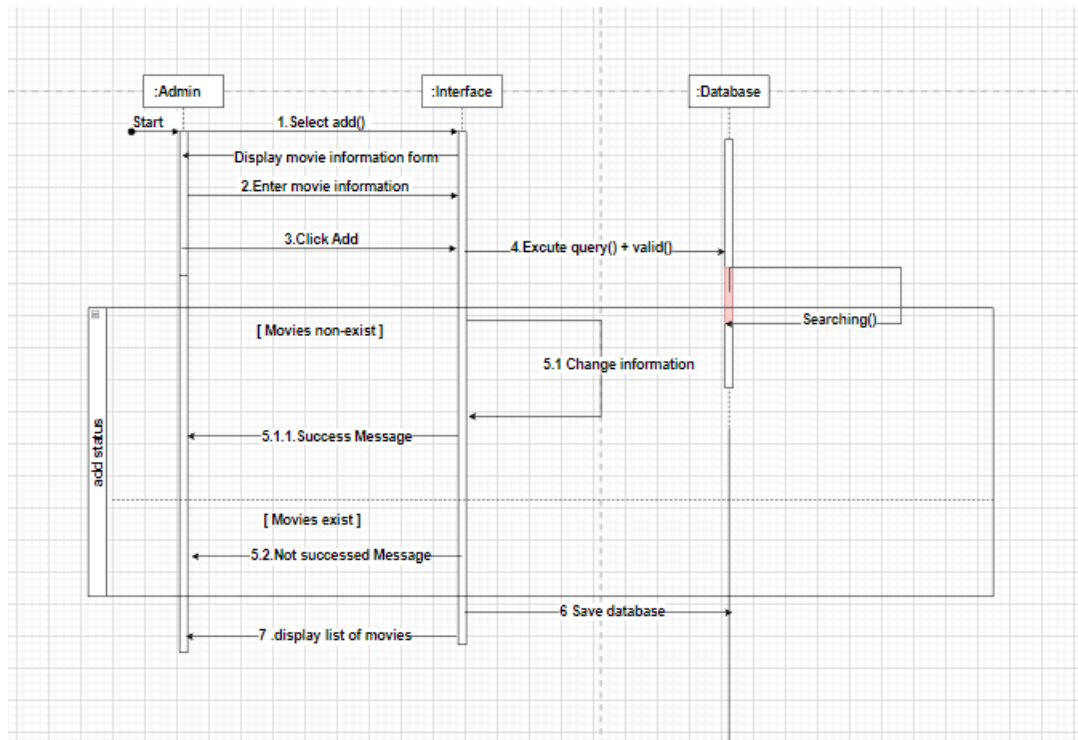 :Admin
:Interface
:Database
Start
1.Select add()
Display movie information form
2.Enter movie information
3.Click Add
4.Excute query() + valid()
Searching()
[ Movies non-exist ]
5.1 Change information
5.1.1.Success Message
add status
[ Movies exist ]
5.2.Not successed Message
6 Save database
7 .display list of movies